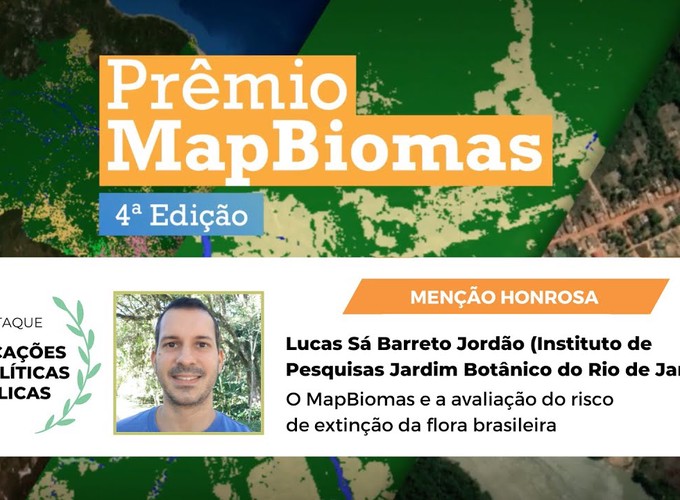 Prêmio
MapBiomas
4ª Edição
MENÇÃO HONROSA
Lucas Sá Barreto Jordão (Instituto de
Pesquisas Jardim Botânico do Rio de Jan
O MapBiomas e a avaliação do risco
de extinção da flora brasileira
TAQUE
CAÇÕES
LÍTICAS
LICAS